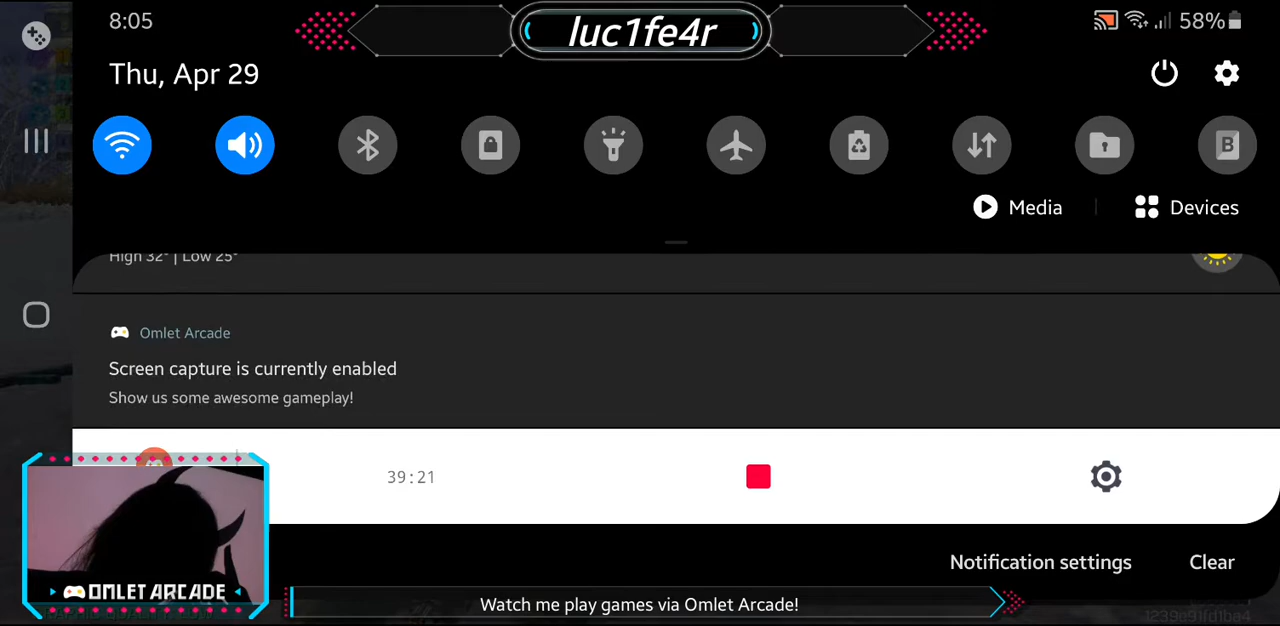 8:05
luc1fe4r
58%
Thu, Apr 29
B
Media
Devices
High 32° | Low 25°
Omlet Arcade
Screen capture is currently enabled
Show us some awesome gameplay!
39:21
OMLET ARCADE
Notification settings
Clear
Watch me play games via Omlet Arcade!
1239a91fd1ba4